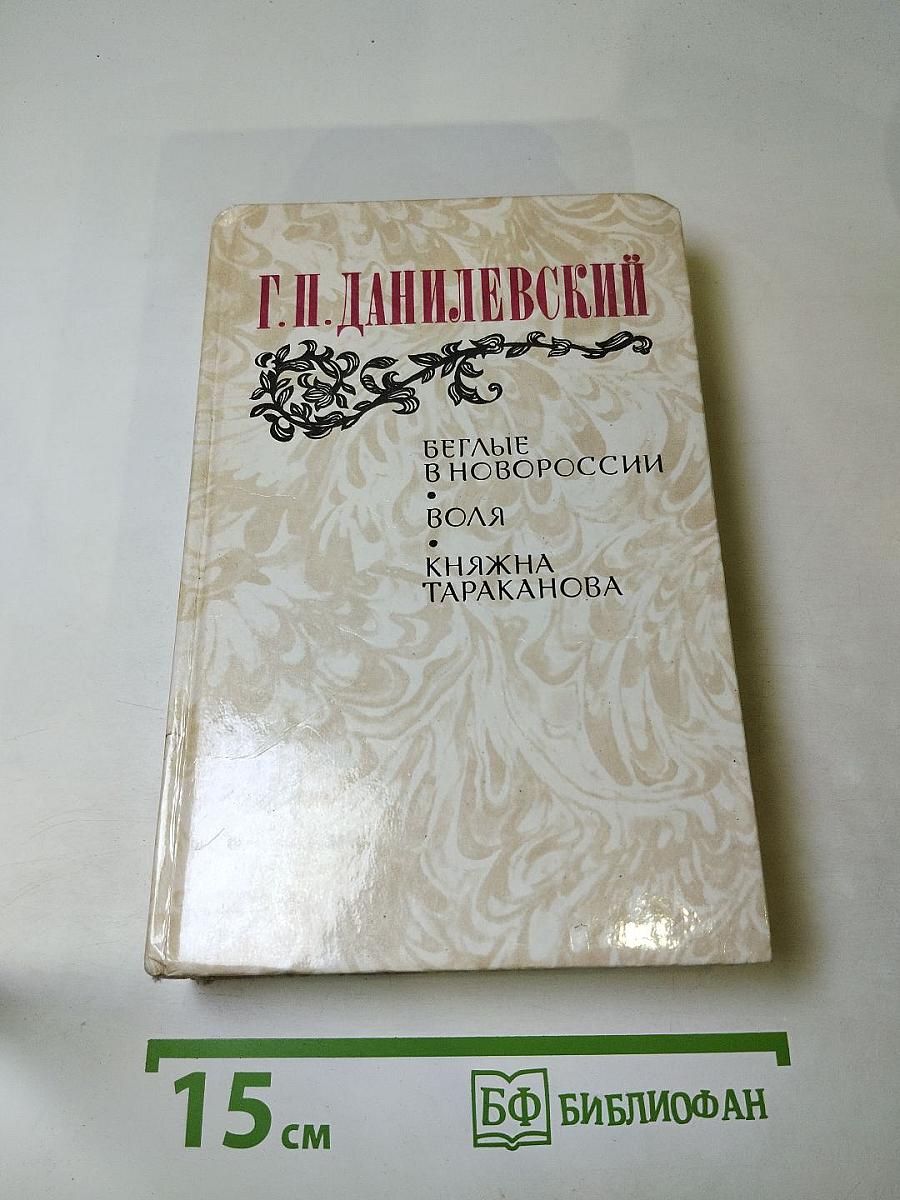 Г.П.ДАНИЛЕВСКИЙ
БЕГЛЫЕ
В НОВОРОССИИ
•
ВОЛЯ
•
КНЯЖНА
ТАРАКАНОВА
15 см
БФ БИБЛИОФАН